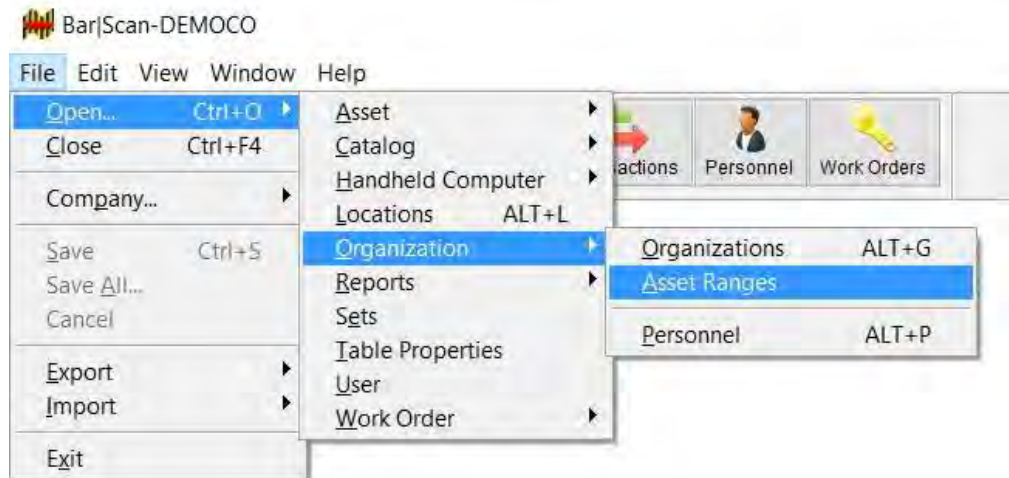 Bar|Scan-DEMOCO
File Edit View Window Help
Open... Ctrl+O
Close Ctrl+F4
Company...
Save Ctrl+S
Save All...
Cancel
Export
Import
Exit
Asset
Catalog
Handheld Computer
Locations ALT+L
Organization
Reports
Sets
Table Properties
User
Work Order
Organizations ALT+G
Asset Ranges
Personnel ALT+P
actions Personnel Work Orders